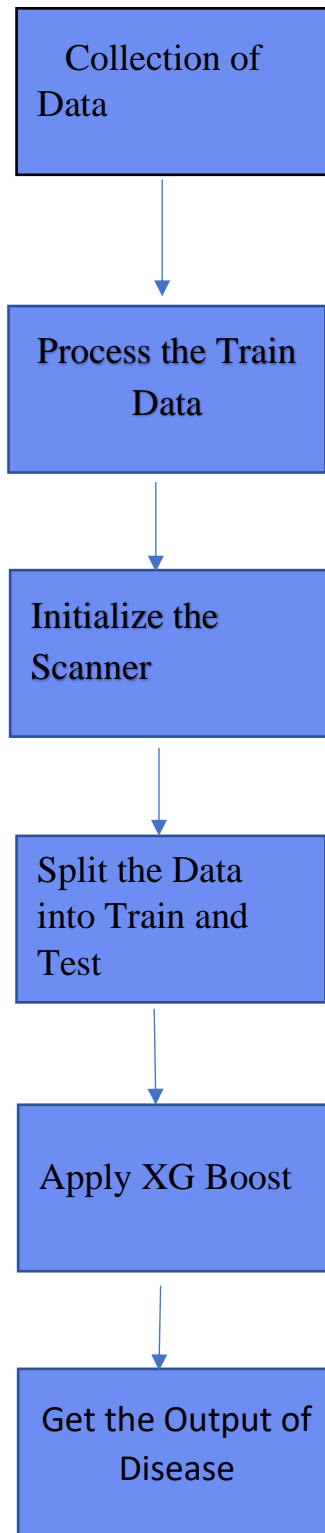 Collection of
Data
Process the Train
Data
Initialize the
Scanner
Split the Data
into Train and
Test
Apply XG Boost
Get the Output of
Disease